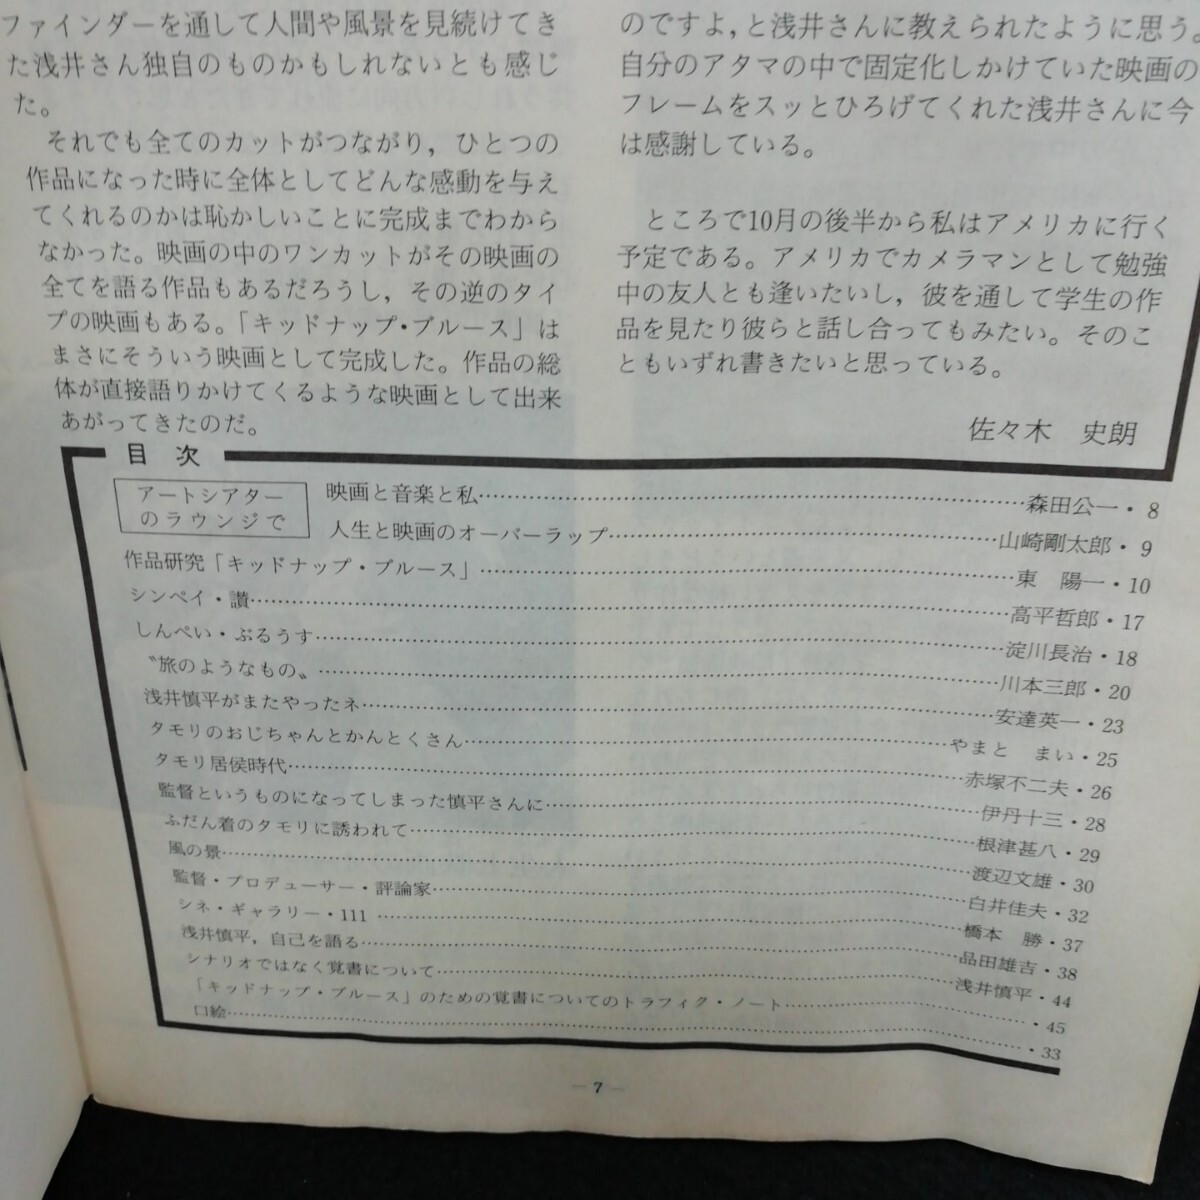 ファインダーを通して人間や風景を見続けてき
た浅井さん独自のものかもしれないとも感じ
た。
それでも全てのカットがつながり，ひとつの
作品になった時に全体としてどんな感動を与え
てくれるのかは恥かしいことに完成までわから
なかった。映画の中のワンカットがその映画の
全てを語る作品もあるだろうし，その逆のタイ
プの映画もある。「キッドナップ・ブルース」は
まさにそういう映画として完成した。作品の総
体が直接語りかけてくるような映画として出来
あがってきたのだ。
のですよ，と浅井さんに教えられたように思う。
自分のアタマの中で固定化しかけていた映画の
フレームをスッとひろげてくれた浅井さんに今
は感謝している。
ところで10月の後半から私はアメリカに行く
予定である。アメリカでカメラマンとして勉強
中の友人とも逢いたいし，彼を通して学生の作
品を見たり彼らと話し合ってもみたい。そのこ
ともいずれ書きたいと思っている。
佐々木　史朗
目 次
アートシアター
のラウンジで
映画と音楽と私……森田公一・8
人生と映画のオーバーラップ……山崎剛太郎・9
作品研究「キッドナップ・ブルース」……東　陽一・10
シンペイ・讃……高平哲郎・17
しんぺい・ぶるうす……淀川長治・18
〝旅のようなもの〟……川本三郎・20
浅井慎平がまたやったネ……安達英一・23
タモリのおじちゃんとかんとくさん……やまと　まい・25
タモリ居侯時代……赤塚不二夫・26
監督というものになってしまった慎平さんに……伊丹十三・28
ふだん着のタモリに誘われて……根津甚八・29
風の景……渡辺文雄・30
監督・プロデューサー・評論家……白井佳夫・32
シネ・ギャラリー・111……橋本　勝・37
浅井慎平，自己を語る……品田雄吉・38
シナリオではなく覚書について……浅井慎平・44
「キッドナップ・ブルース」のための覚書についてのトラフィク・ノート……・45
口絵……・33
— 7 —